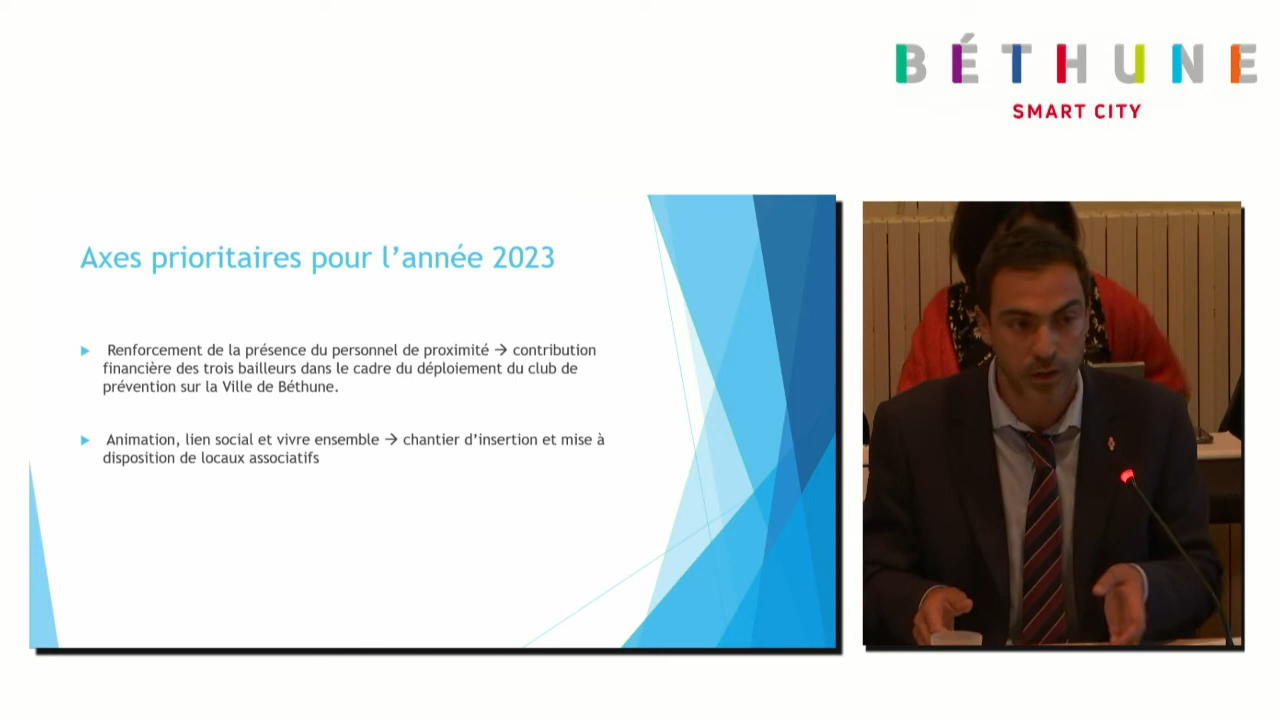 BÉTHUNE
SMART CITY
Axes prioritaires pour l’année 2023
Renforcement de la présence du personnel de proximité → contribution
financière des trois bailleurs dans le cadre du déploiement du club de
prévention sur la Ville de Béthune.
Animation, lien social et vivre ensemble → chantier d’insertion et mise à
disposition de locaux associatifs